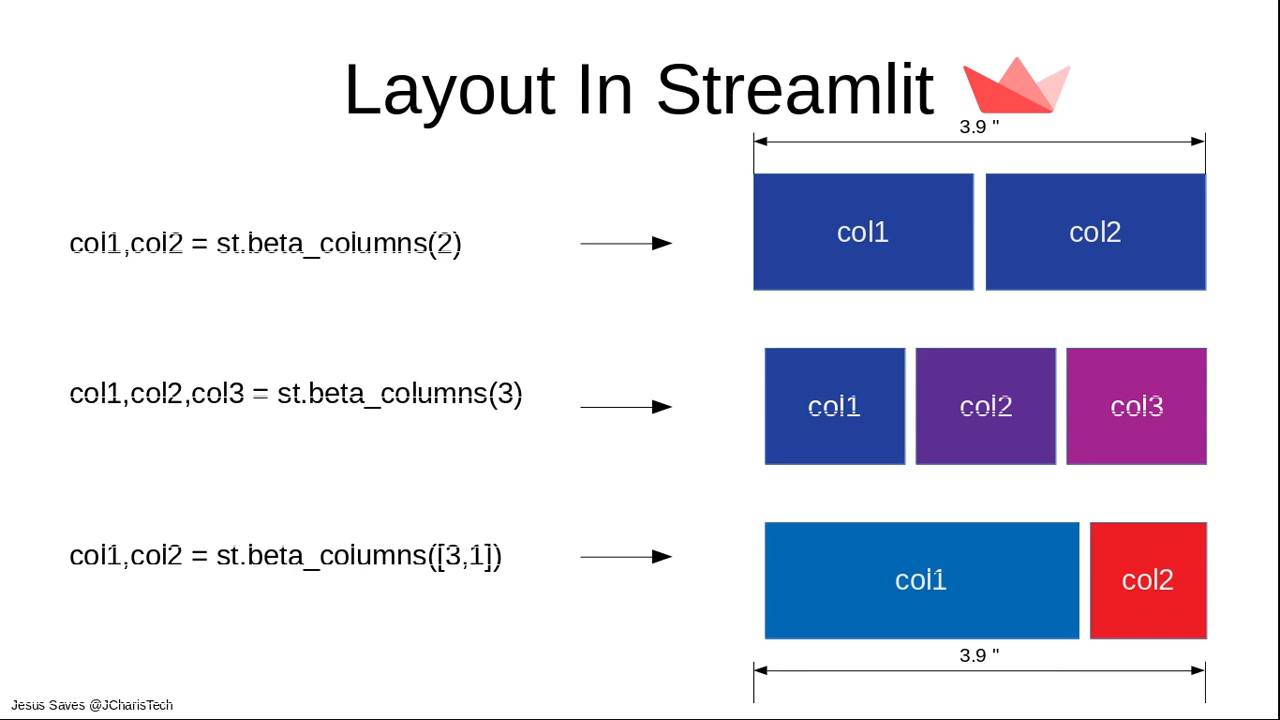 Layout In Streamlit
3.9 "
col1,col2 = st.beta_columns(2)
col1
col2
col1,col2,col3 = st.beta_columns(3)
col1
col2
col3
col1,col2 = st.beta_columns([3,1])
col1
col2
3.9 "
Jesus Saves @JCharisTech